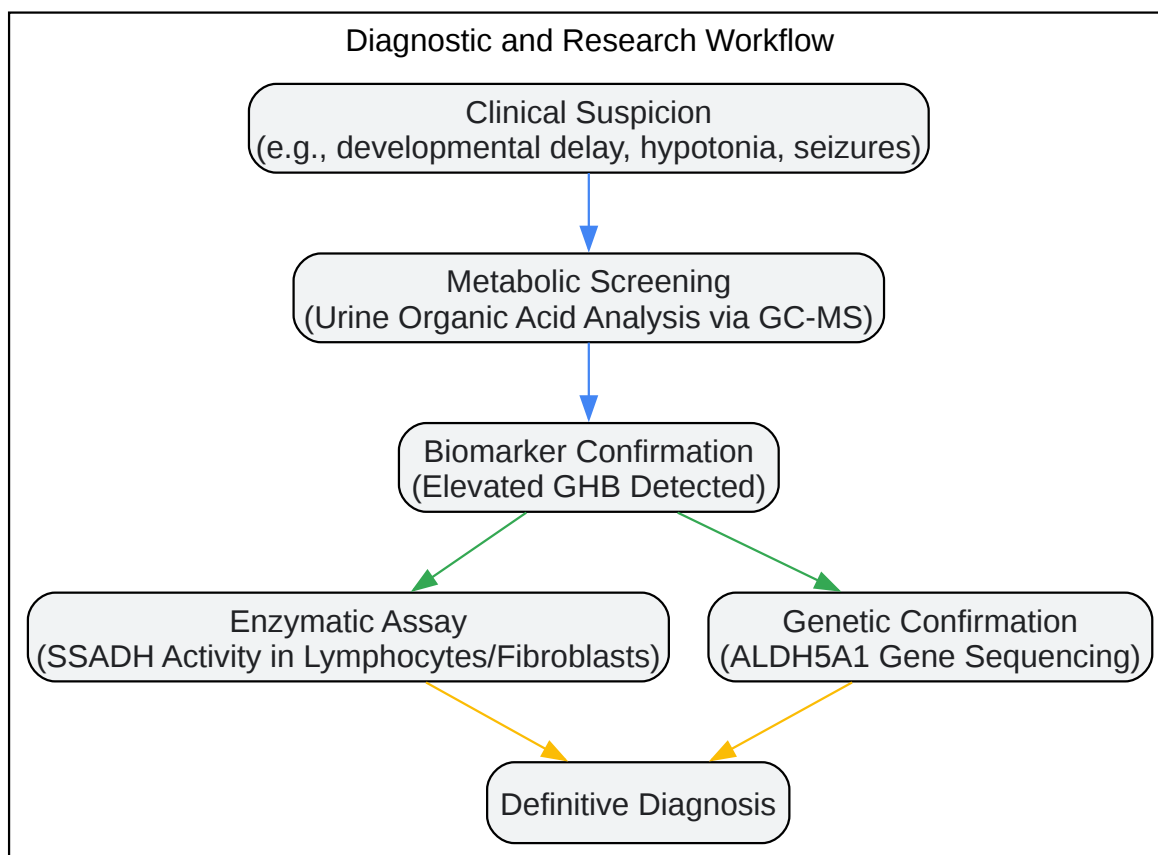 Diagnostic and Research Workflow
Clinical Suspicion
(e.g., developmental delay, hypotonia, seizures)
Metabolic Screening
(Urine Organic Acid Analysis via GC-MS)
Biomarker Confirmation
(Elevated GHB Detected)
Enzymatic Assay
(SSADH Activity in Lymphocytes/Fibroblasts)
Genetic Confirmation
(ALDH5A1 Gene Sequencing)
Definitive Diagnosis